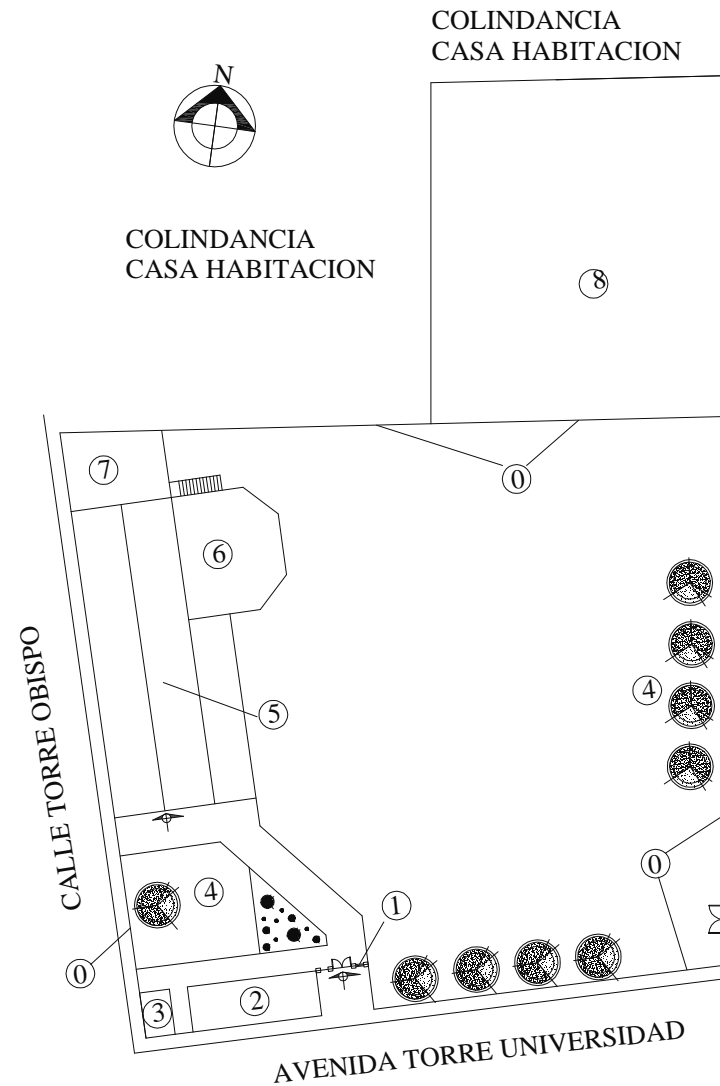 COLINDANCIA
CASA HABITACION
N
COLINDANCIA
CASA HABITACION
8
7
0
6
4
5
CALLE TORRE OBISPO
0
4
1
0
3
2
AVENIDA TORRE UNIVERSIDAD